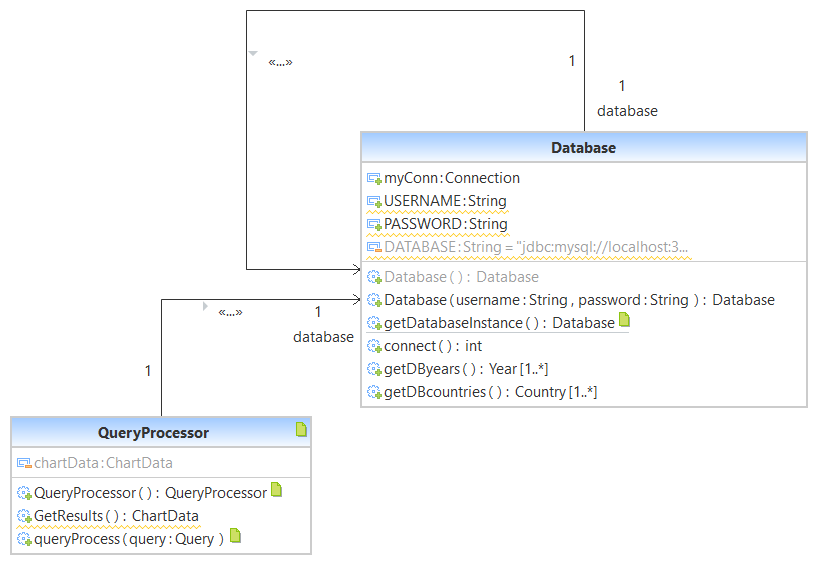 «...»
1
1
database
Database
myConn:Connection
USERNAME:String
PASSWORD:String
DATABASE:String = "jdbc:mysql://localhost:3...
Database ( ) : Database
Database ( username : String , password : String ) : Database
getDatabaseInstance ( ) : Database
connect ( ) : int
getDByears ( ) : Year [1..*]
getDBcountries ( ) : Country [1..*]
«...»
1
database
1
QueryProcessor
chartData:ChartData
QueryProcessor ( ) : QueryProcessor
GetResults ( ) : ChartData
queryProcess ( query : Query )